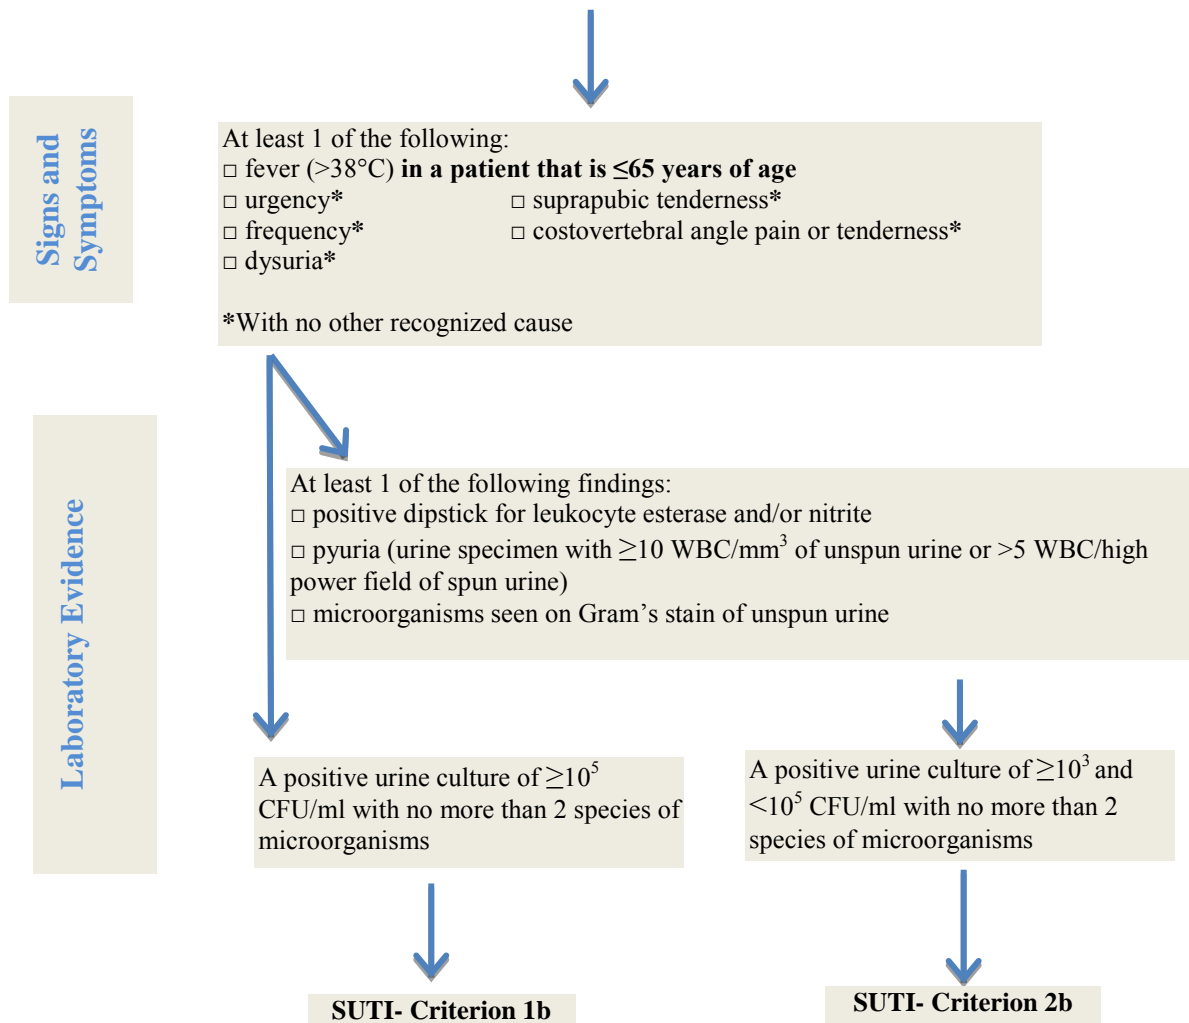 Signs and
Symptoms
At least 1 of the following:
□ fever (>38°C) in a patient that is ≤65 years of age
□ urgency* □ suprapubic tenderness*
□ frequency* □ costovertebral angle pain or tenderness*
□ dysuria*
*With no other recognized cause
Laboratory Evidence
At least 1 of the following findings:
□ positive dipstick for leukocyte esterase and/or nitrite
□ pyuria (urine specimen with ≥10 WBC/mm³ of unspun urine or >5 WBC/high
power field of spun urine)
□ microorganisms seen on Gram’s stain of unspun urine
A positive urine culture of ≥10⁵
CFU/ml with no more than 2 species of
microorganisms
A positive urine culture of ≥10³ and
<10⁵ CFU/ml with no more than 2
species of microorganisms
SUTI- Criterion 1b
SUTI- Criterion 2b